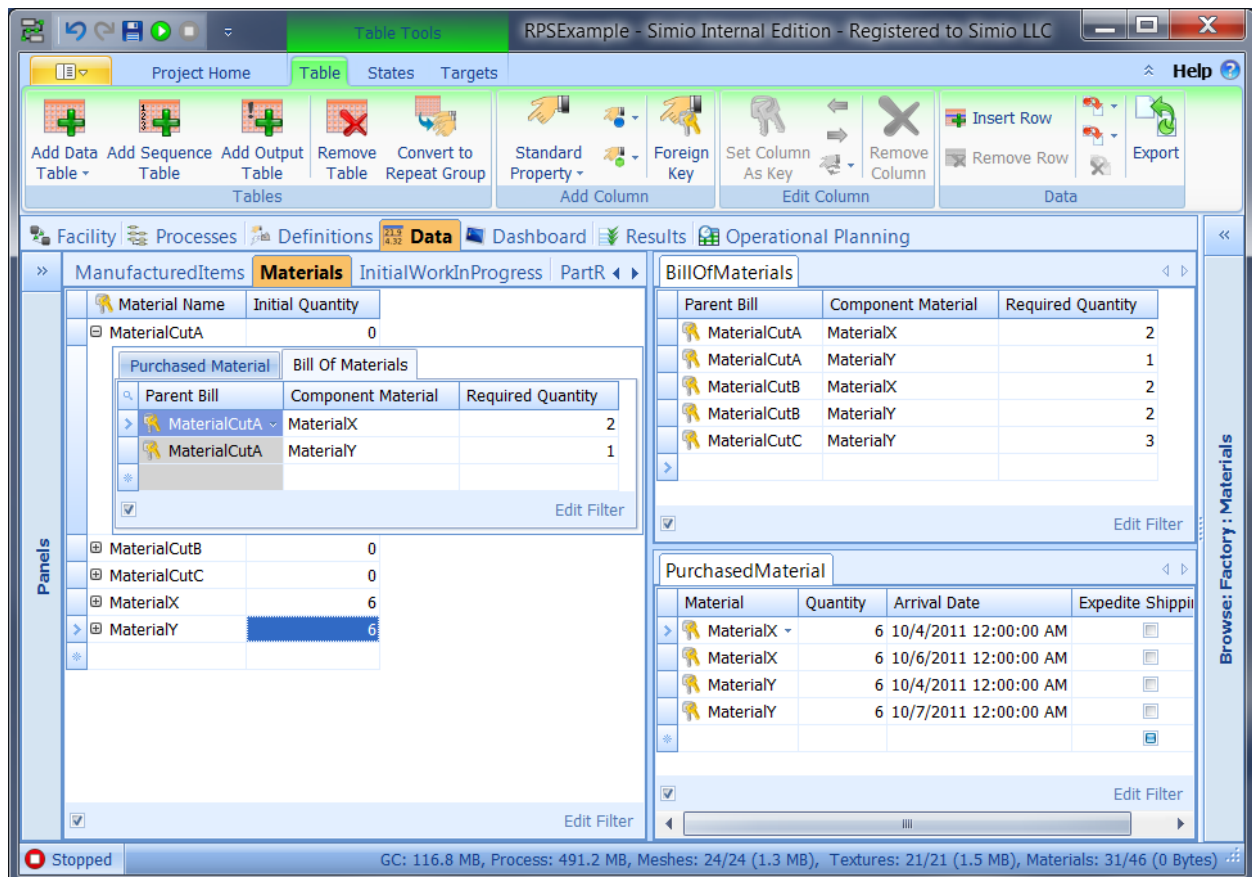 Table Tools
RPSExample - Simio Internal Edition - Registered to Simio LLC
Project Home Table States Targets Help
Add Data Table Add Sequence Table Add Output Table Remove Table Convert to Repeat Group
Tables
Standard Property Foreign Key
Add Column
Set Column As Key Remove Column
Edit Column
Insert Row
Remove Row
Export
Data
Facility Processes Definitions Data Dashboard Results Operational Planning
Panels
ManufacturedItems Materials InitialWorkInProgress PartR
Material Name Initial Quantity
MaterialCutA 0
Purchased Material Bill Of Materials
Parent Bill Component Material Required Quantity
MaterialCutA MaterialX 2
MaterialCutA MaterialY 1
Edit Filter
MaterialCutB 0
MaterialCutC 0
MaterialX 6
MaterialY 6
Edit Filter
BillOfMaterials
Parent Bill Component Material Required Quantity
MaterialCutA MaterialX 2
MaterialCutA MaterialY 1
MaterialCutB MaterialX 2
MaterialCutB MaterialY 2
MaterialCutC MaterialY 3
Edit Filter
PurchasedMaterial
Material Quantity Arrival Date Expedite Shippin
MaterialX 6 10/4/2011 12:00:00 AM
MaterialX 6 10/6/2011 12:00:00 AM
MaterialY 6 10/4/2011 12:00:00 AM
MaterialY 6 10/7/2011 12:00:00 AM
Edit Filter
Browse: Factory : Materials
Stopped
GC: 116.8 MB, Process: 491.2 MB, Meshes: 24/24 (1.3 MB), Textures: 21/21 (1.5 MB), Materials: 31/46 (0 Bytes)